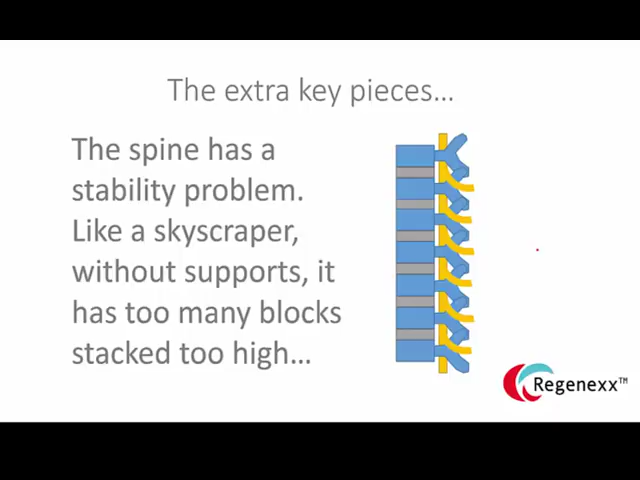 The extra key pieces...
The spine has a
stability problem.
Like a skyscraper,
without supports, it
has too many blocks
stacked too high...
Regenexx™